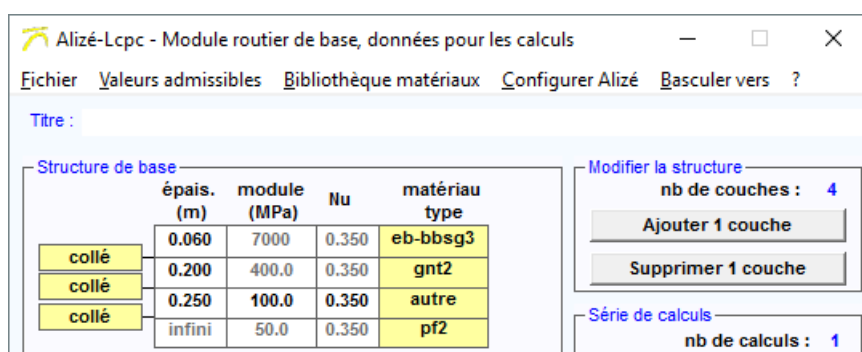 Alizé-Lcpc - Module routier de base, données pour les calculs
Fichier Valeurs admissibles Bibliothèque matériaux Configurer Alizé Basculer vers ?
Titre :
Structure de base
épais. (m) module (MPa) Nu matériau type
0.060 7000 0.350 eb-bbsg3
collé
0.200 400.0 0.350 gnt2
collé
0.250 100.0 0.350 autre
collé
infini 50.0 0.350 pf2
Modifier la structure
nb de couches : 4
Ajouter 1 couche
Supprimer 1 couche
Série de calculs
nb de calculs : 1